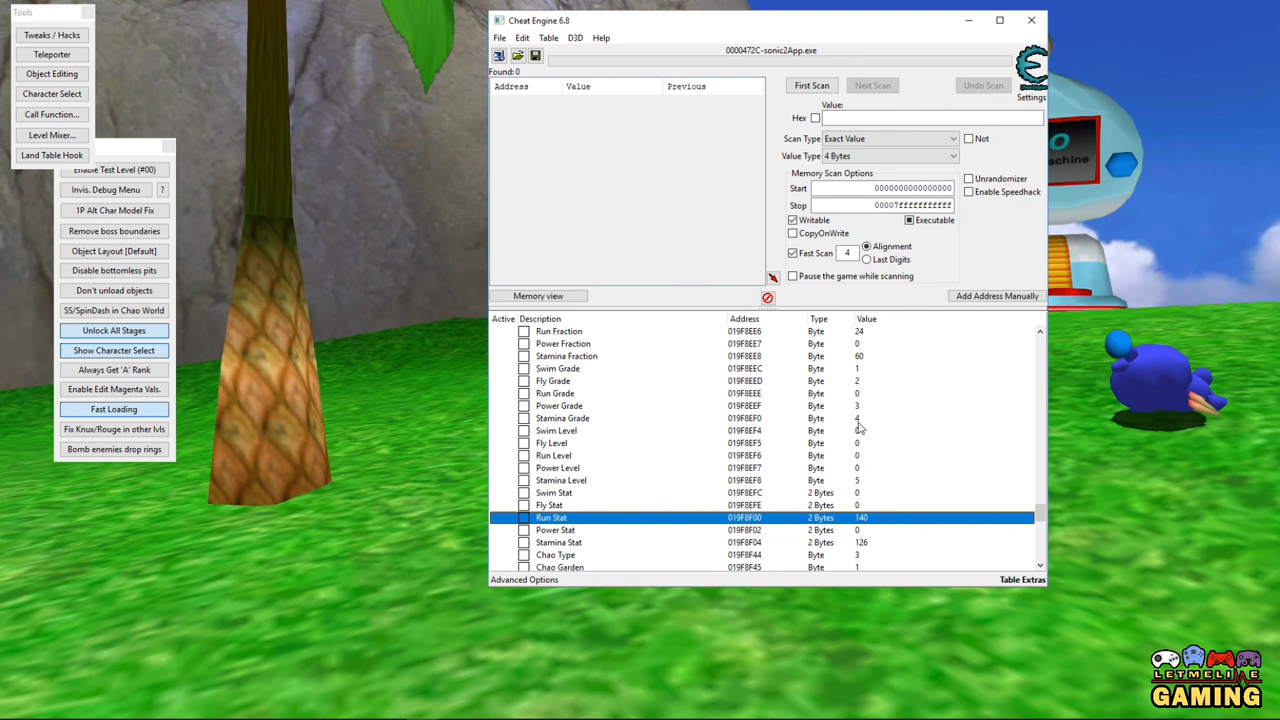 Tools
Tweaks / Hacks
Teleporter
Object Editing
Character Select
Call Function...
Level Mixer...
Land Table Hook
Enable Test Level (#00)
Invis. Debug Menu ?
1P Alt Char Model Fix
Remove boss boundaries
Object Layout [Default]
Disable bottomless pits
Don't unload objects
SS/SpinDash in Chao World
Unlock All Stages
Show Character Select
Always Get 'A' Rank
Enable Edit Magenta Vals.
Fast Loading
Fix Knux/Rouge in other lvls
Bomb enemies drop rings
Cheat Engine 6.8
File Edit Table D3D Help
0000472C-sonic2App.exe
Found: 0
Address Value Previous
First Scan Next Scan Undo Scan
Settings
Value:
Hex
Scan Type Exact Value Not
Value Type 4 Bytes
Memory Scan Options
Start 0000000000000000
Stop 00007fffffffffff
Unrandomizer
Enable Speedhack
Writable Executable
CopyOnWrite
Fast Scan 4 Alignment
Last Digits
Pause the game while scanning
Memory view Add Address Manually
Active Description Address Type Value
Run Fraction 019F8EE6 Byte 24
Power Fraction 019F8EE7 Byte 0
Stamina Fraction 019F8EE8 Byte 60
Swim Grade 019F8EEC Byte 1
Fly Grade 019F8EED Byte 2
Run Grade 019F8EEE Byte 0
Power Grade 019F8EEF Byte 3
Stamina Grade 019F8EF0 Byte 4
Swim Level 019F8EF4 Byte 0
Fly Level 019F8EF5 Byte 0
Run Level 019F8EF6 Byte 0
Power Level 019F8EF7 Byte 0
Stamina Level 019F8EF8 Byte 5
Swim Stat 019F8EFC 2 Bytes 0
Fly Stat 019F8EFE 2 Bytes 0
Run Stat 019F8F00 2 Bytes 140
Power Stat 019F8F02 2 Bytes 0
Stamina Stat 019F8F04 2 Bytes 126
Chao Type 019F8F44 Byte 3
Chao Garden 019F8F45 Byte 1
Advanced Options Table Extras
O
achine
LETMELIVE
GAMING